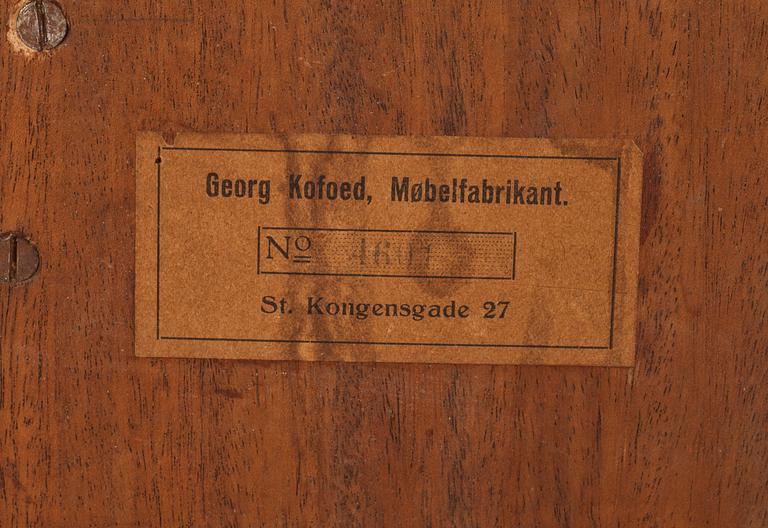 Georg Kofoed, Møbelfabrikant.
Nº
St. Kongensgade 27